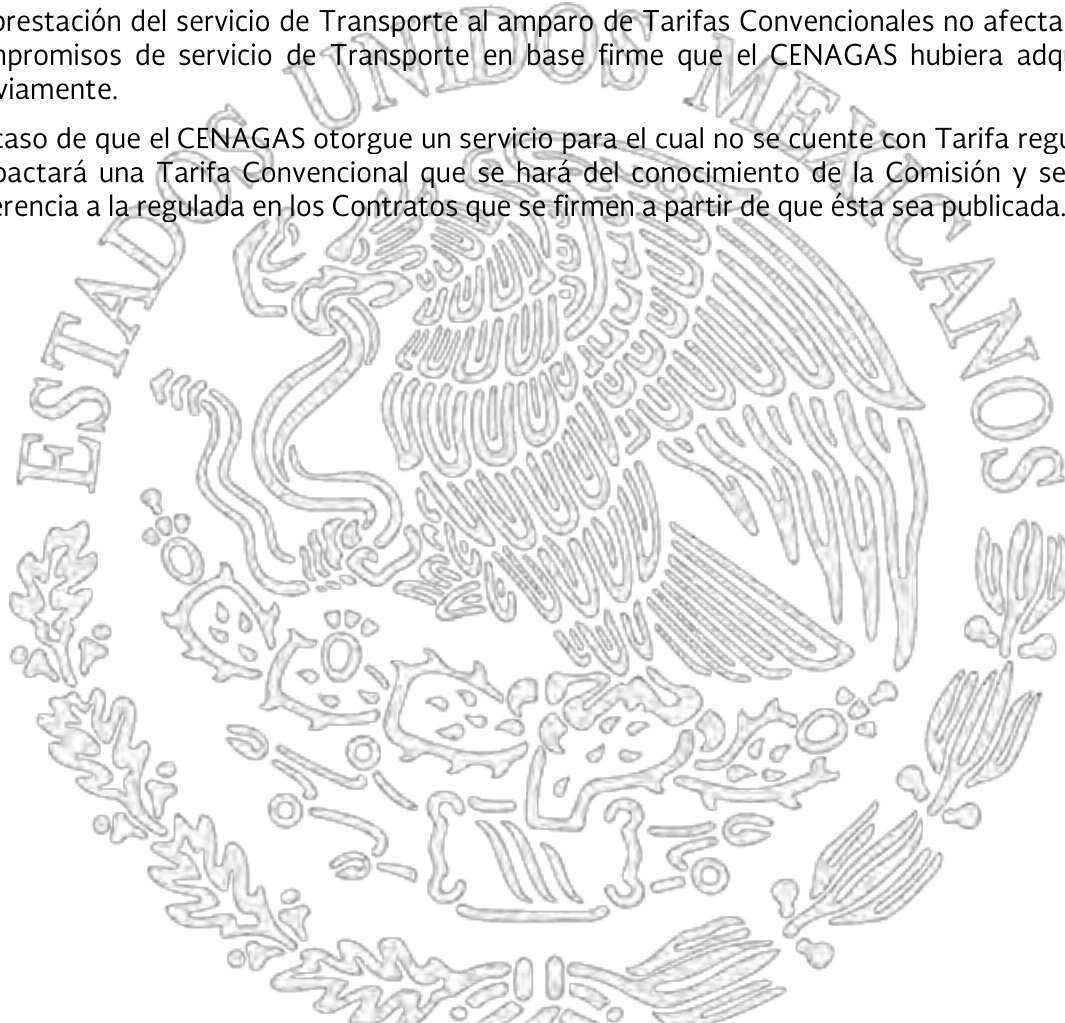 prestación del servicio de Transporte al amparo de Tarifas Convencionales no afecta
mpromisos de servicio de Transporte en base firme que el CENAGAS hubiera adqu
viamente.
caso de que el CENAGAS otorgue un servicio para el cual no se cuente con Tarifa regu
pactará una Tarifa Convencional que se hará del conocimiento de la Comisión y se
erencia a la regulada en los Contratos que se firmen a partir de que ésta sea publicada.
ESTADOS UNIDOS MEXICANOS